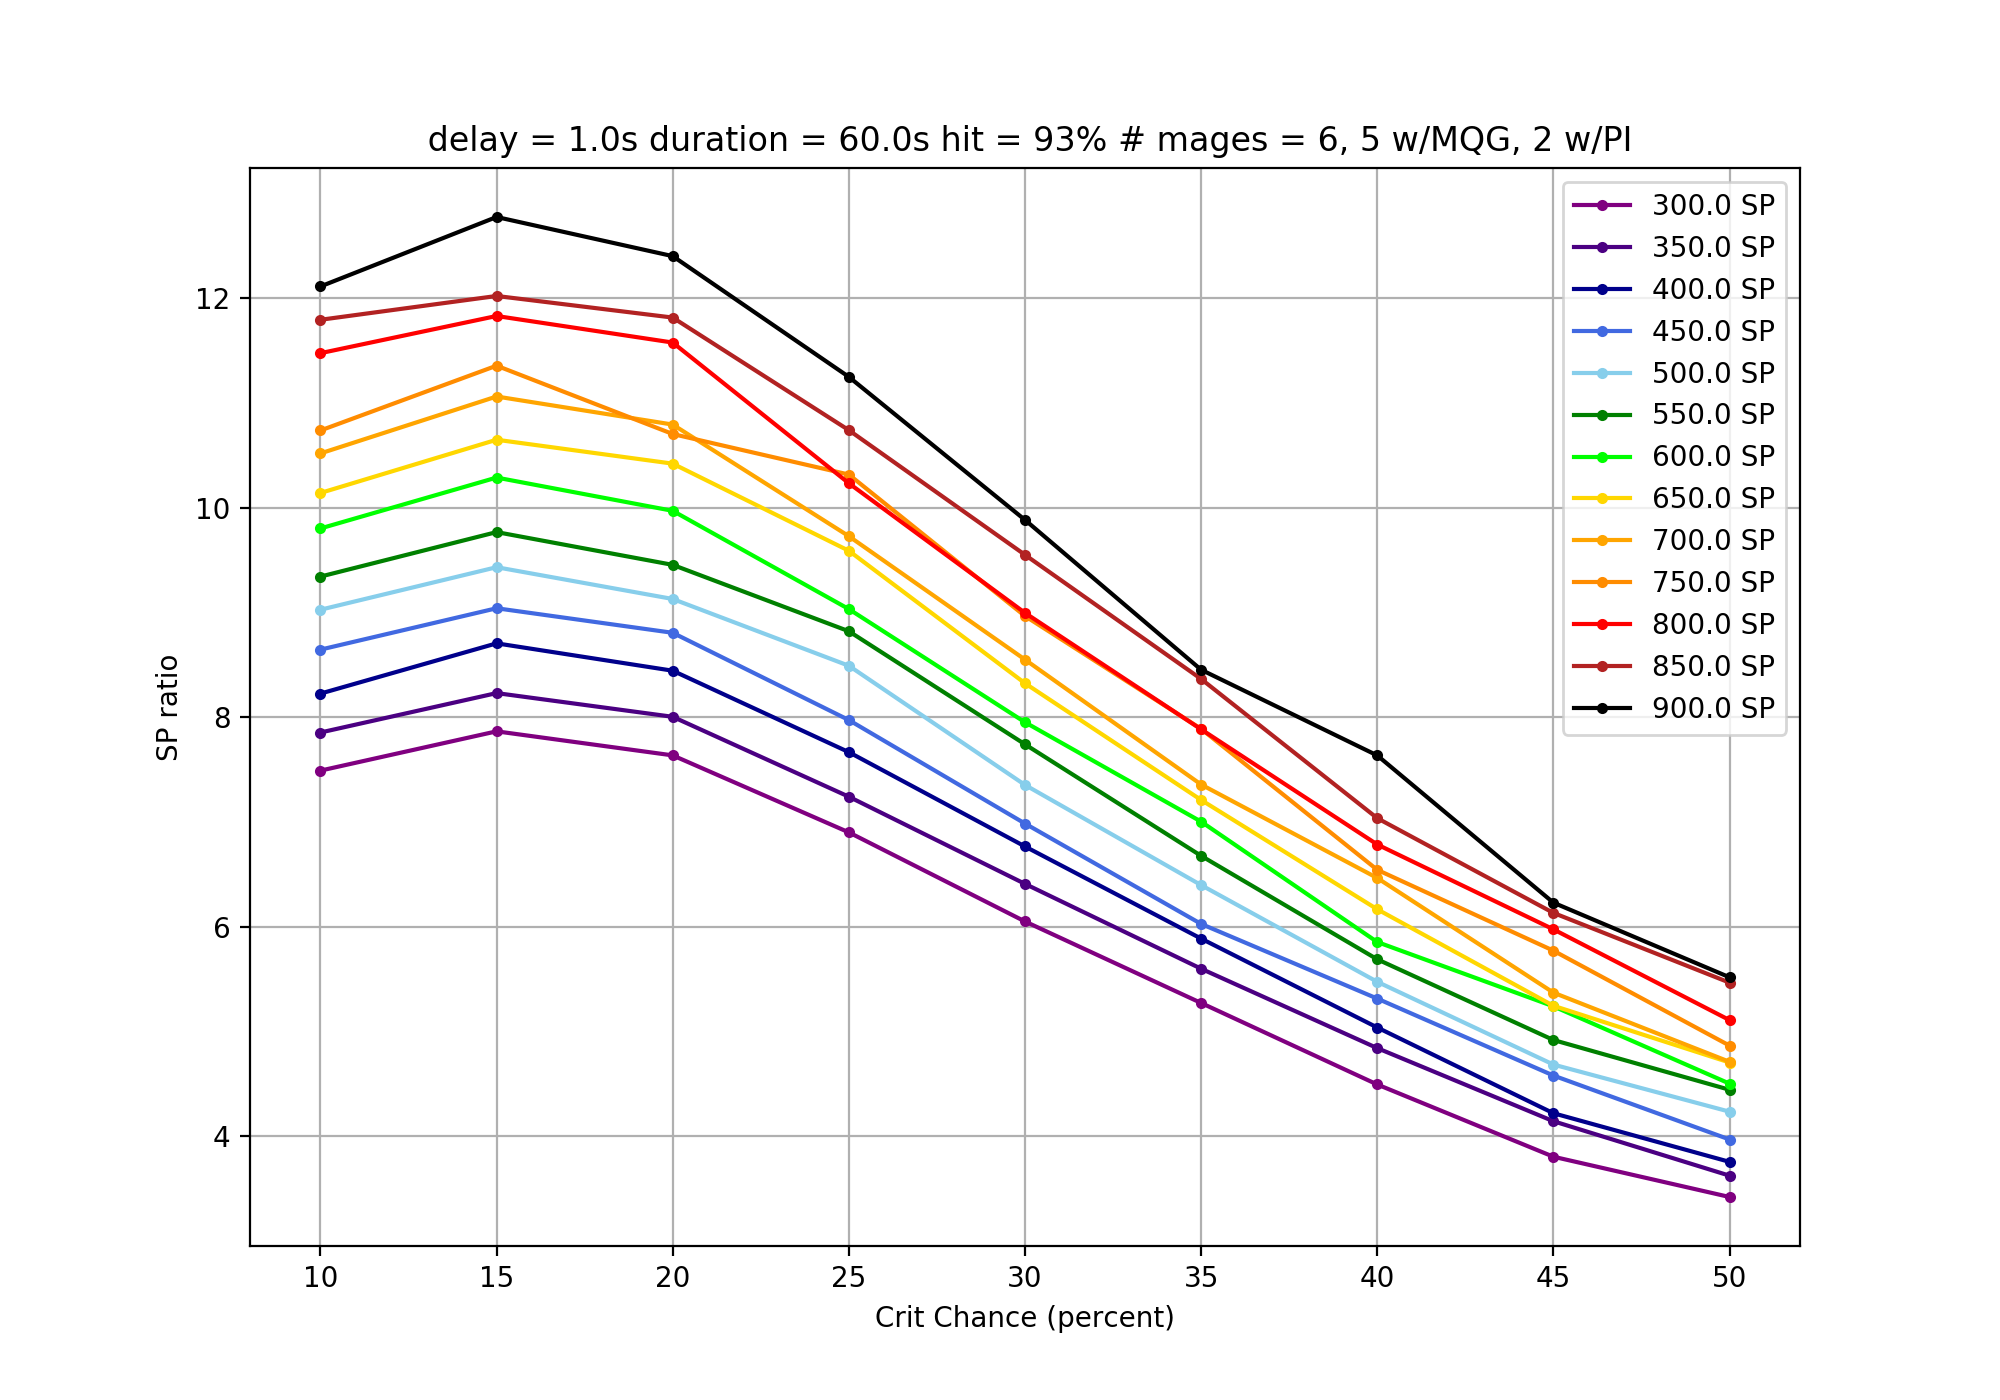 delay = 1.0s duration = 60.0s hit = 93% # mages = 6, 5 w/MQG, 2 w/PI
300.0 SP
350.0 SP
400.0 SP
450.0 SP
500.0 SP
550.0 SP
600.0 SP
650.0 SP
700.0 SP
750.0 SP
800.0 SP
850.0 SP
900.0 SP
12
10
8
6
4
SP ratio
10 15 20 25 30 35 40 45 50
Crit Chance (percent)